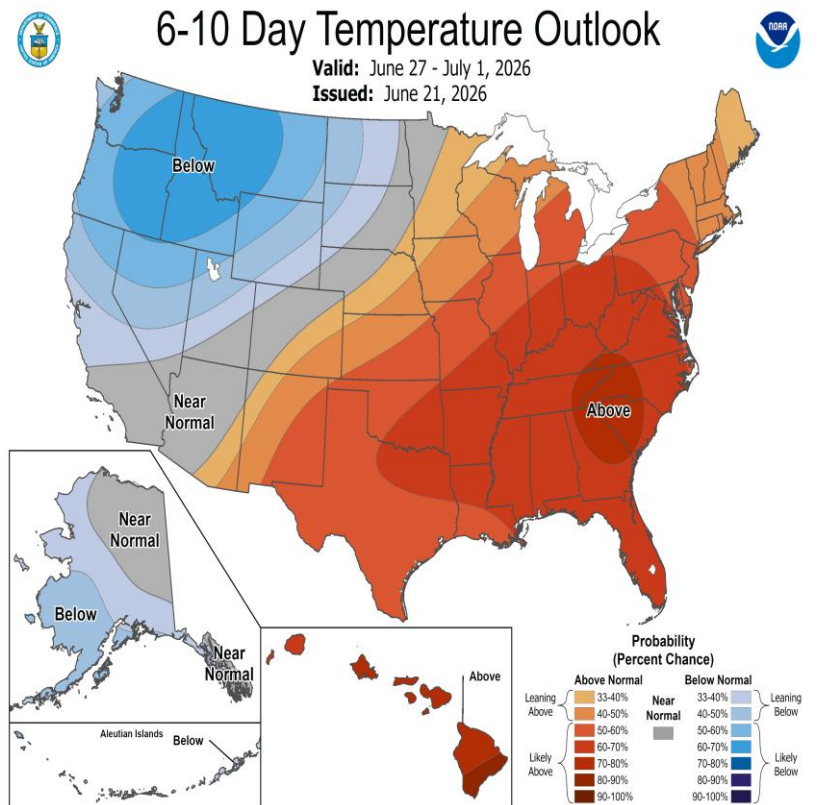 6-10 Day Temperature Outlook
Valid: June 27 - July 1, 2026
Issued: June 21, 2026
NOAA
Below
Near
Normal
Above
Near
Normal
Below
Near
Normal
Aleutian Islands
Below
Above
Probability
(Percent Chance)
Above Normal
Below Normal
Leaning
Above
33-40%
40-50%
Likely
Above
50-60%
60-70%
70-80%
80-90%
90-100%
Near
Normal
33-40%
40-50%
Leaning
Below
50-60%
60-70%
70-80%
80-90%
90-100%
Likely
Below